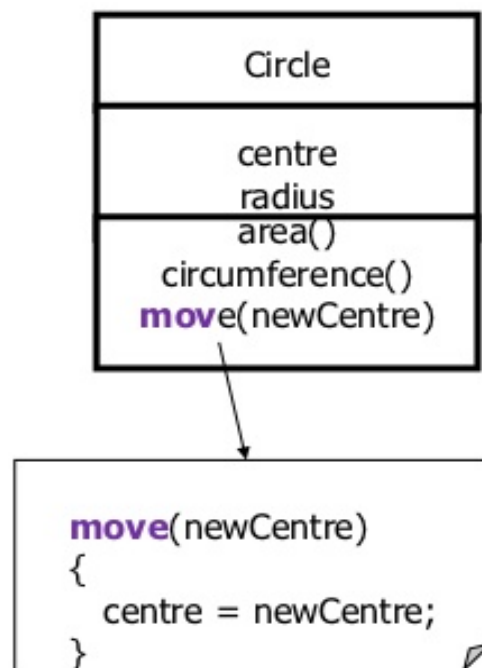 Circle
centre
radius
area()
circumference()
move(newCentre)
move(newCentre)
{
centre = newCentre;
}